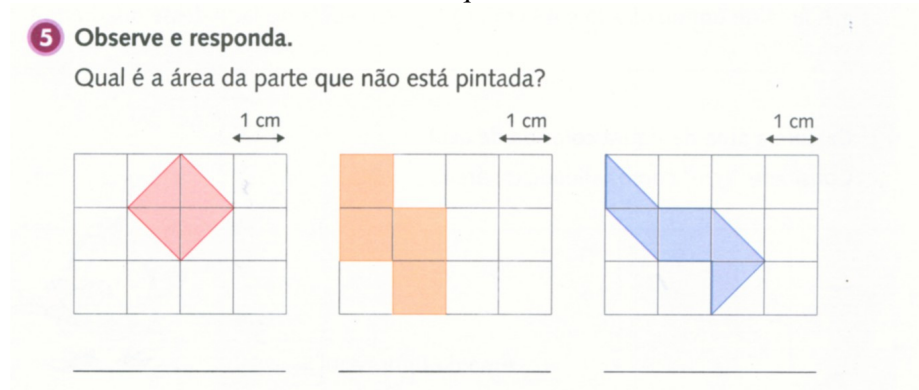 5 Observe e responda.
Qual é a área da parte que não está pintada?
1 cm 1 cm 1 cm